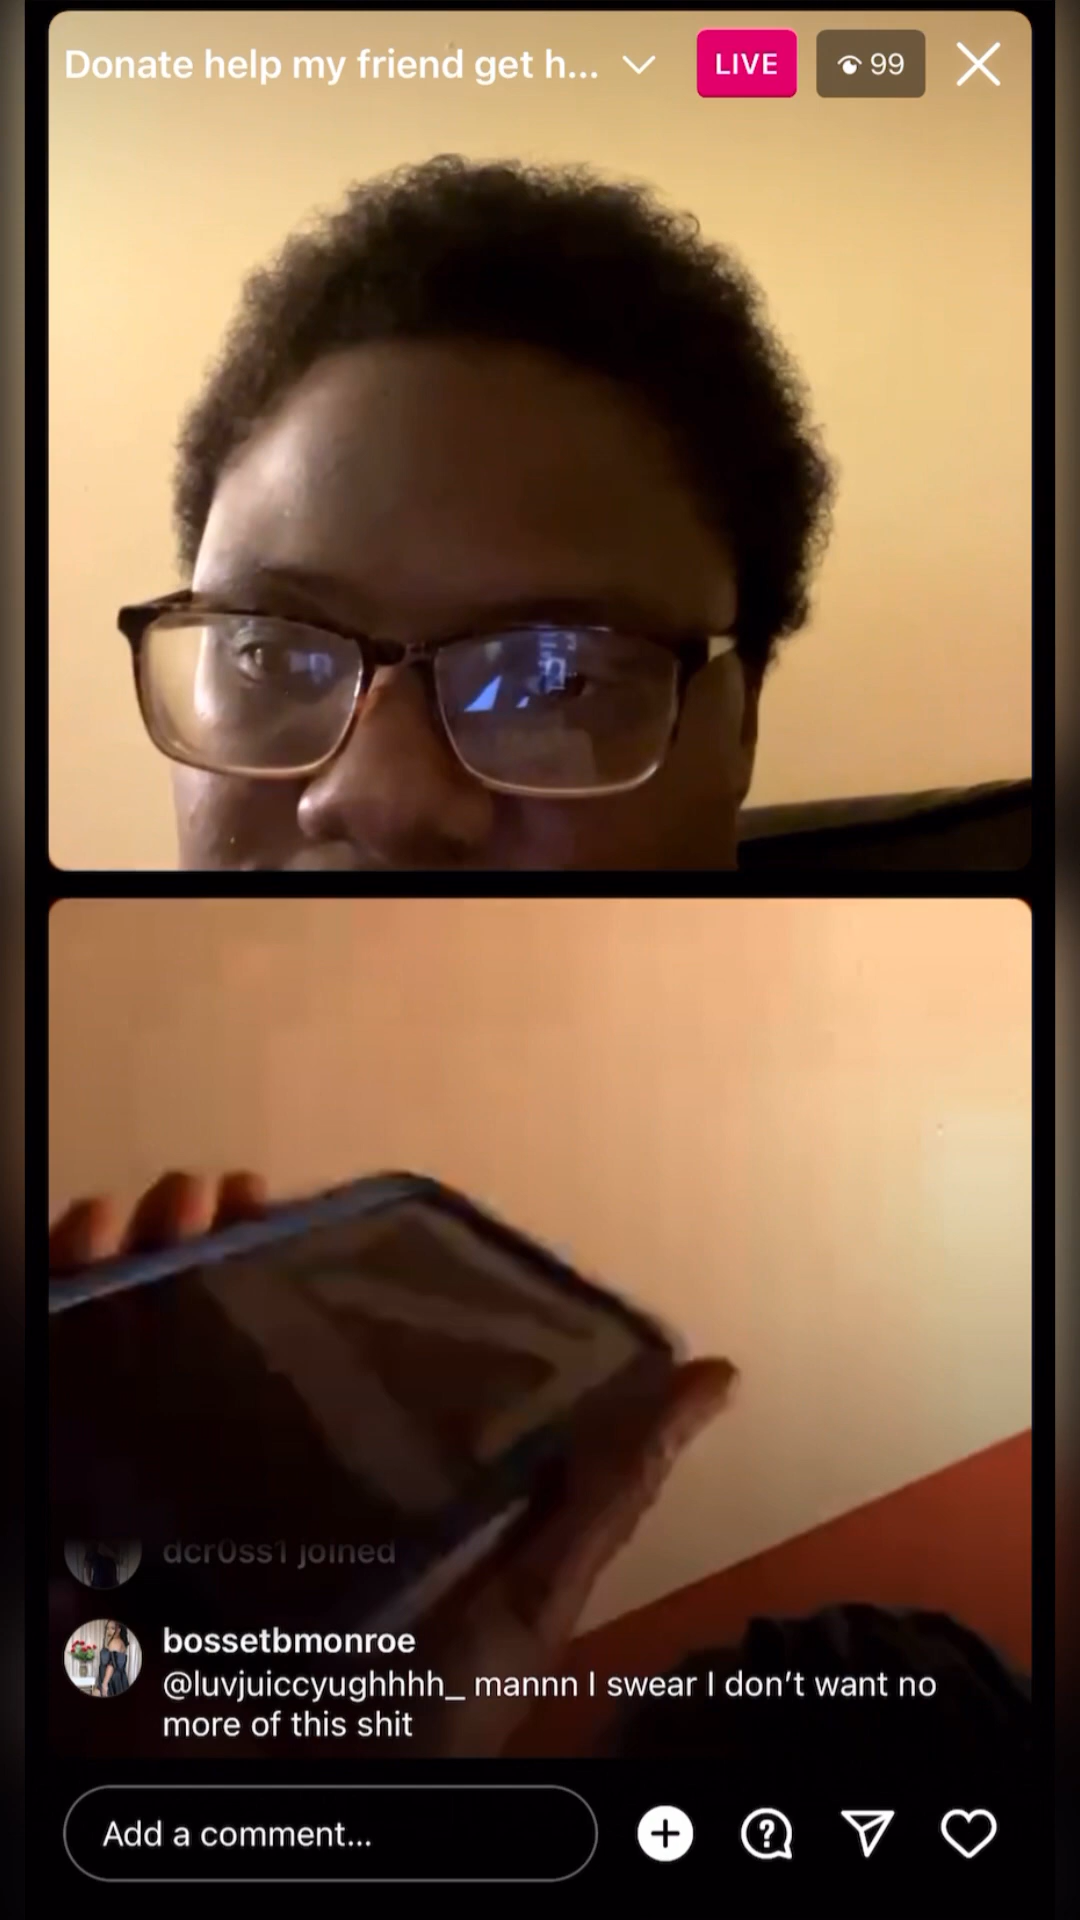 Donate help my friend get h...
LIVE
99
dcr0ss1 joined
bossetbmonroe
@luvjuiccyughhhh_ mannn I swear I don’t want no
more of this shit
Add a comment...